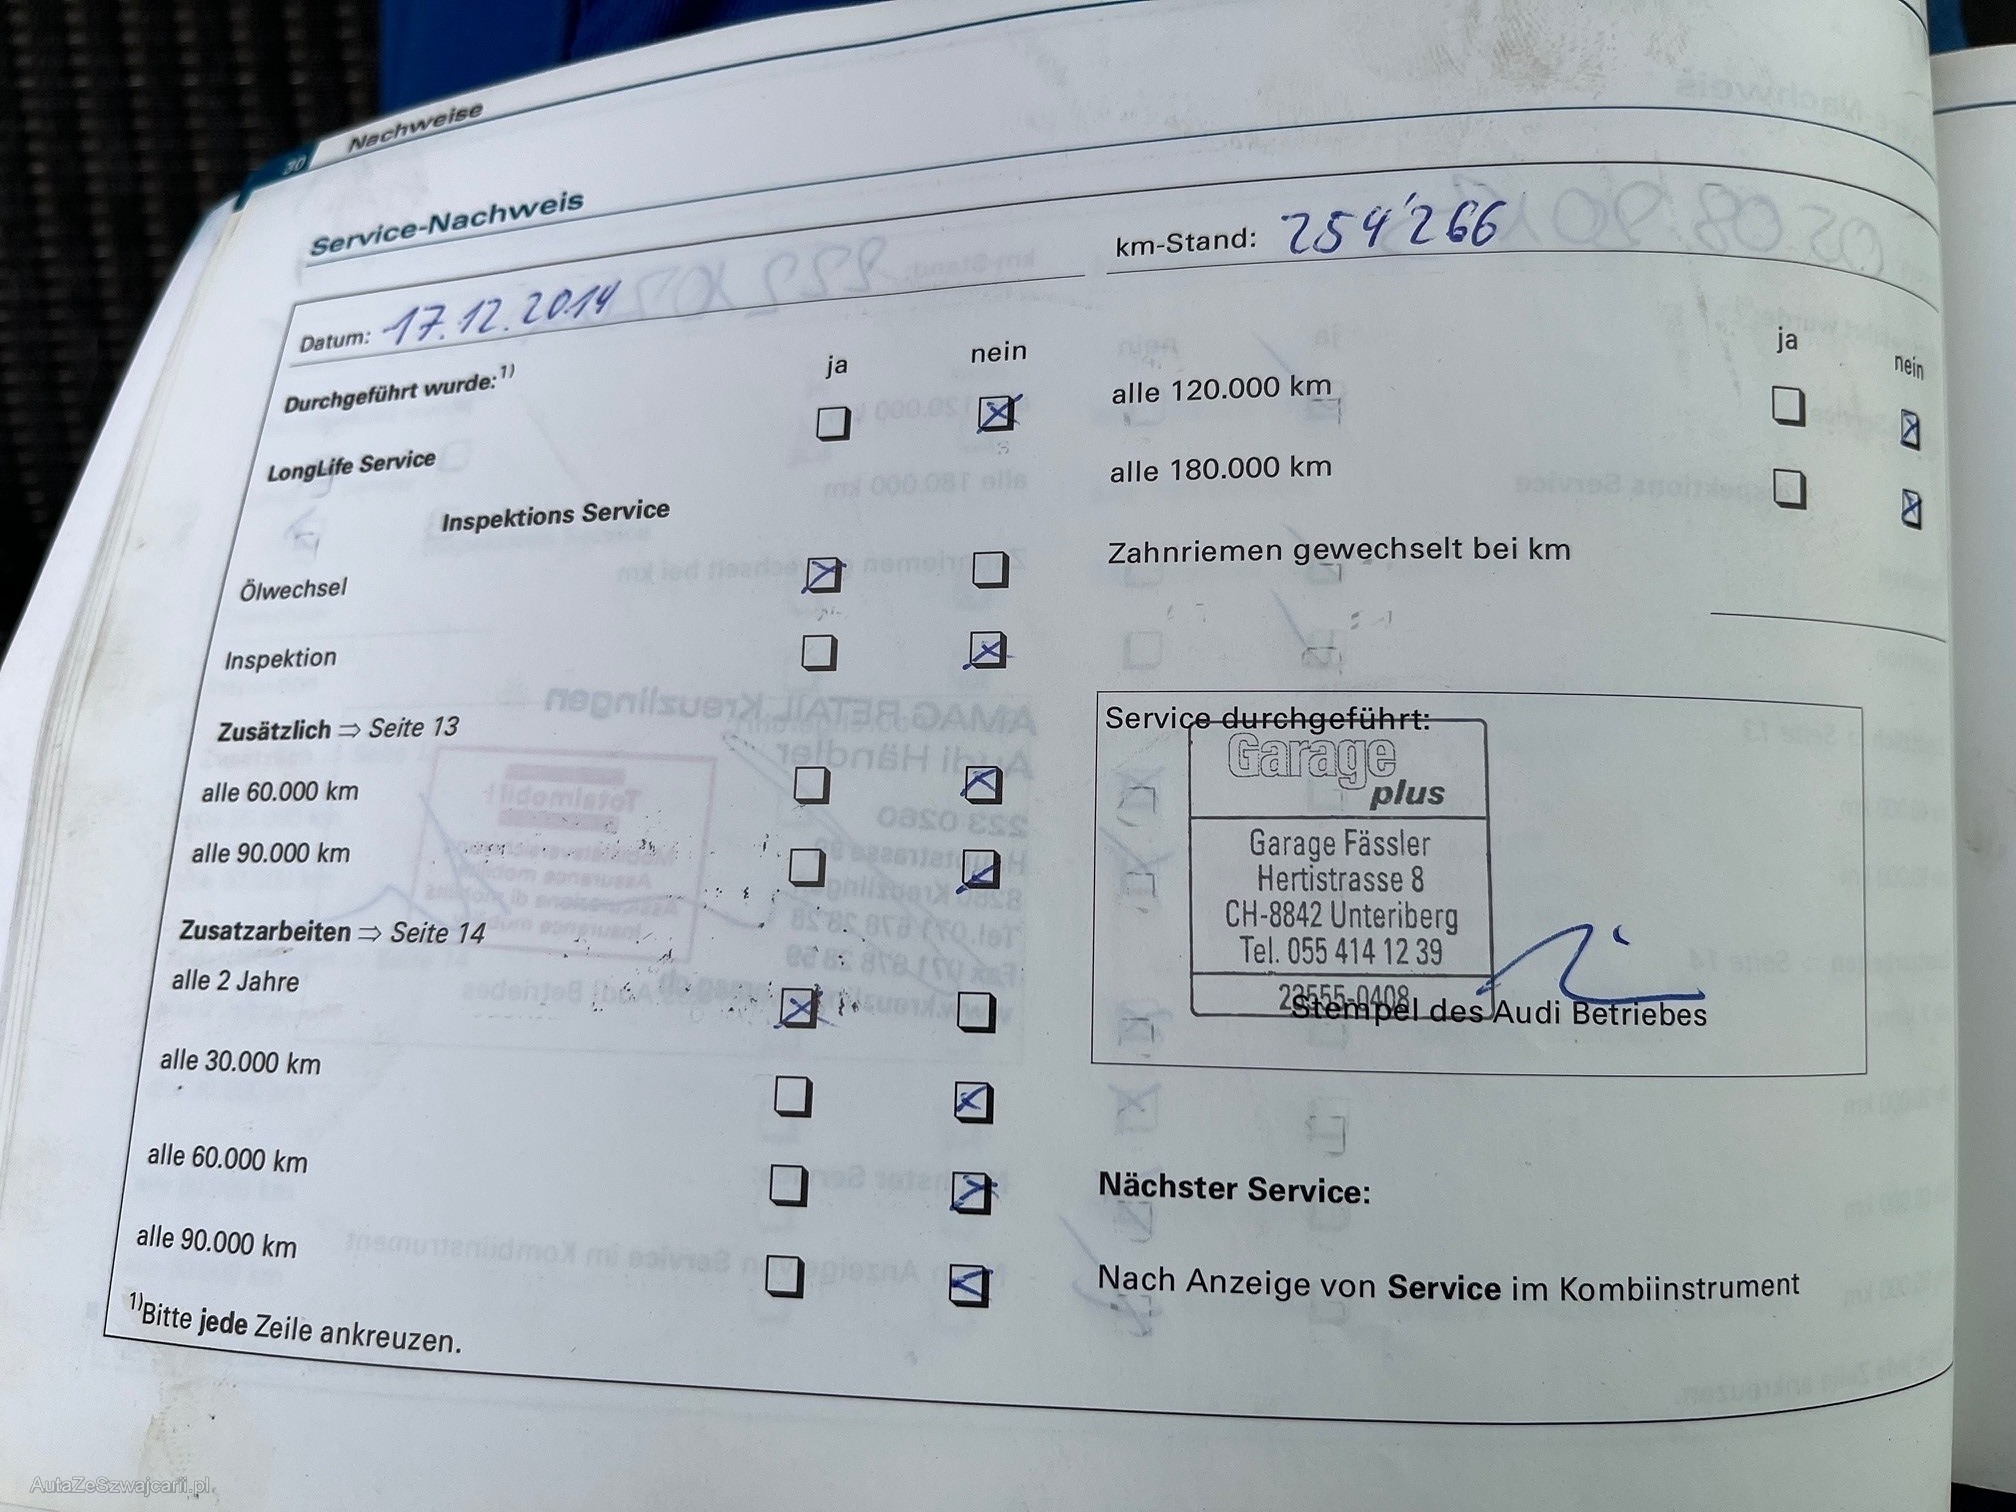 30 Nachweise
Service-Nachweis
Datum: 17.12.2014
km-Stand: 254'266
Durchgeführt wurde:1)
ja nein
LongLife Service
Inspektions Service
Ölwechsel
Inspektion
Zusätzlich ⇒ Seite 13
alle 60.000 km
alle 90.000 km
Zusatzarbeiten ⇒ Seite 14
alle 2 Jahre
alle 30.000 km
alle 60.000 km
alle 90.000 km
1)Bitte jede Zeile ankreuzen.
ja nein
alle 120.000 km
alle 180.000 km
Zahnriemen gewechselt bei km
Service durchgeführt:
Garage
plus
Garage Fässler
Hertistrasse 8
CH-8842 Unteriberg
Tel. 055 414 12 39
23555-0408
Stempel des Audi Betriebes
Nächster Service:
Nach Anzeige von Service im Kombiinstrument
AutaZeSzwajcarii.pl